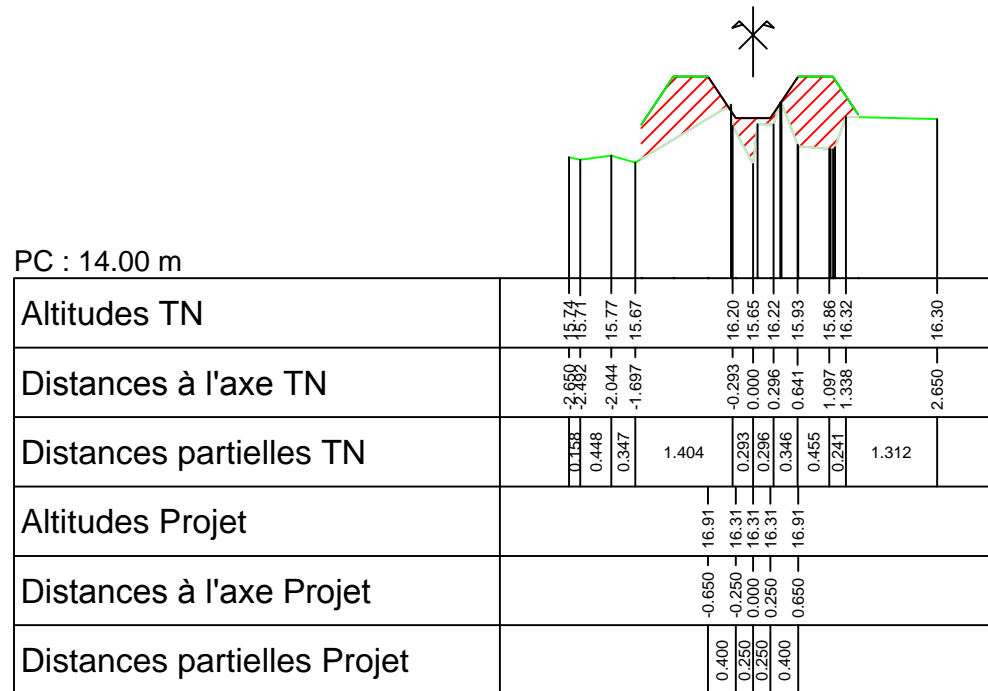 PC : 14.00 m
Altitudes TN 15.74 15.71 15.77 15.67 16.20 15.65 16.22 15.93 15.86 16.32 16.30
Distances à l'axe TN -2.650 -2.492 -2.044 -1.697 -0.293 0.000 0.296 0.641 1.097 1.338 2.650
Distances partielles TN 0.158 0.448 0.347 1.404 0.293 0.296 0.346 0.455 0.241 1.312
Altitudes Projet 16.91 16.31 16.31 16.31 16.91
Distances à l'axe Projet -0.650 -0.250 0.000 0.250 0.650
Distances partielles Projet 0.400 0.250 0.250 0.400